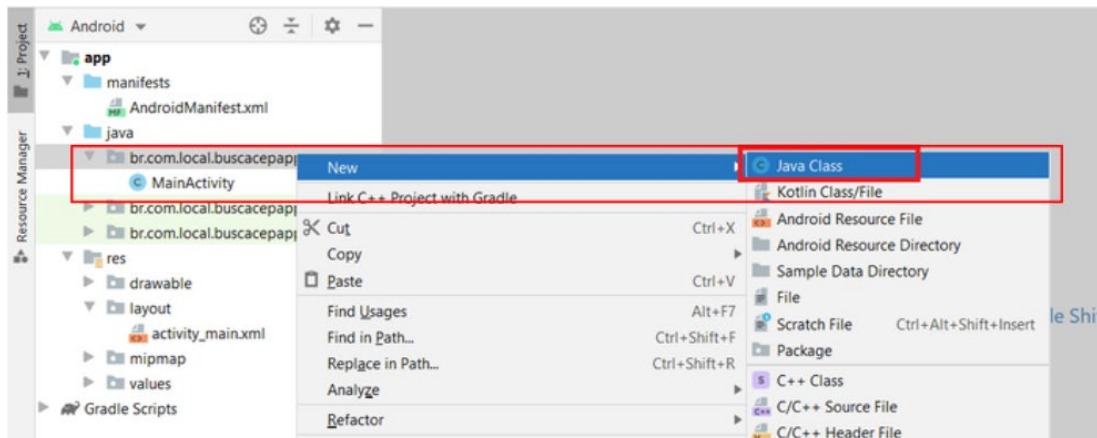 1: Project
Resource Manager
Android
app
manifests
AndroidManifest.xml
java
br.com.local.buscacepapp
MainActivity
br.com.local.buscacepapp
br.com.local.buscacepapp
res
drawable
layout
activity_main.xml
mipmap
values
Gradle Scripts
New
Link C++ Project with Gradle
Cut Ctrl+X
Copy
Paste Ctrl+V
Find Usages Alt+F7
Find in Path... Ctrl+Shift+F
Replace in Path... Ctrl+Shift+R
Analyze
Refactor
Java Class
Kotlin Class/File
Android Resource File
Android Resource Directory
Sample Data Directory
File
Scratch File Ctrl+Alt+Shift+Insert
Package
C++ Class
C/C++ Source File
C/C++ Header File
le Shi